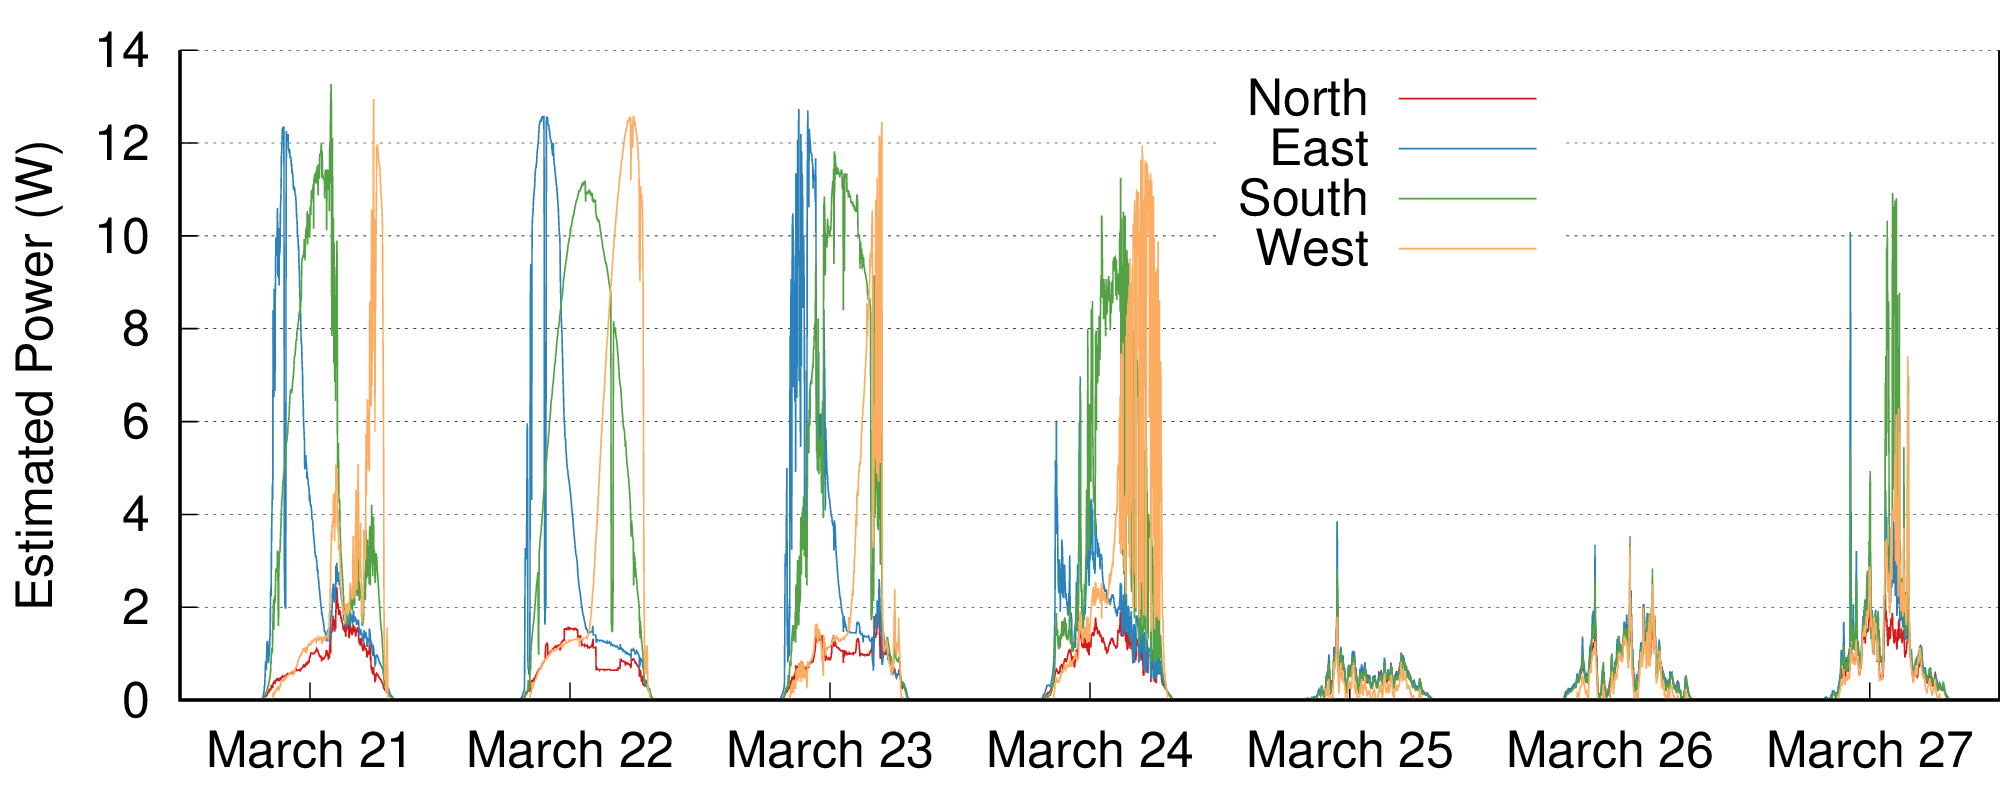 14
12
10
8
6
4
2
0
Estimated Power (W)
North
East
South
West
March 21 March 22 March 23 March 24 March 25 March 26 March 27